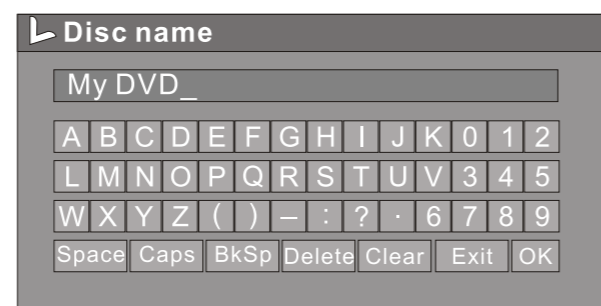 Disc name
My DVD_
A B C D E F G H I J K 0 1 2
L M N O P Q R S T U V 3 4 5
W X Y Z ( ) – : ? · 6 7 8 9
Space Caps BkSp Delete Clear Exit OK